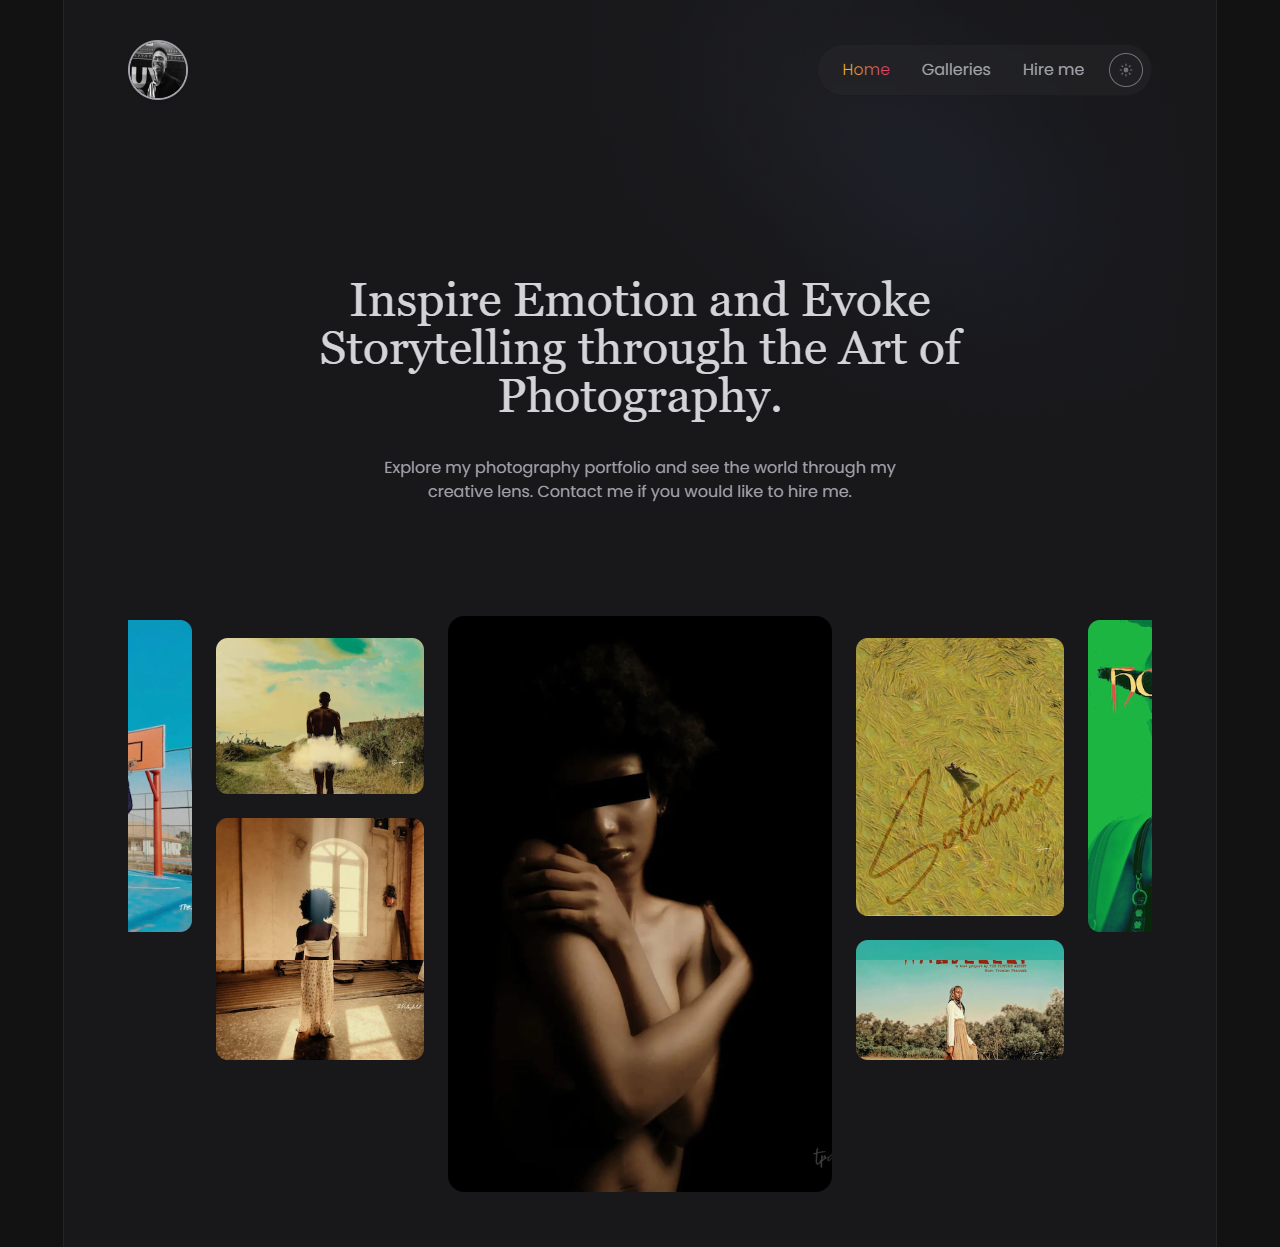 Home Galleries Hire me
Inspire Emotion and Evoke
Storytelling through the Art of
Photography.
Explore my photography portfolio and see the world through my
creative lens. Contact me if you would like to hire me.
Solitaire